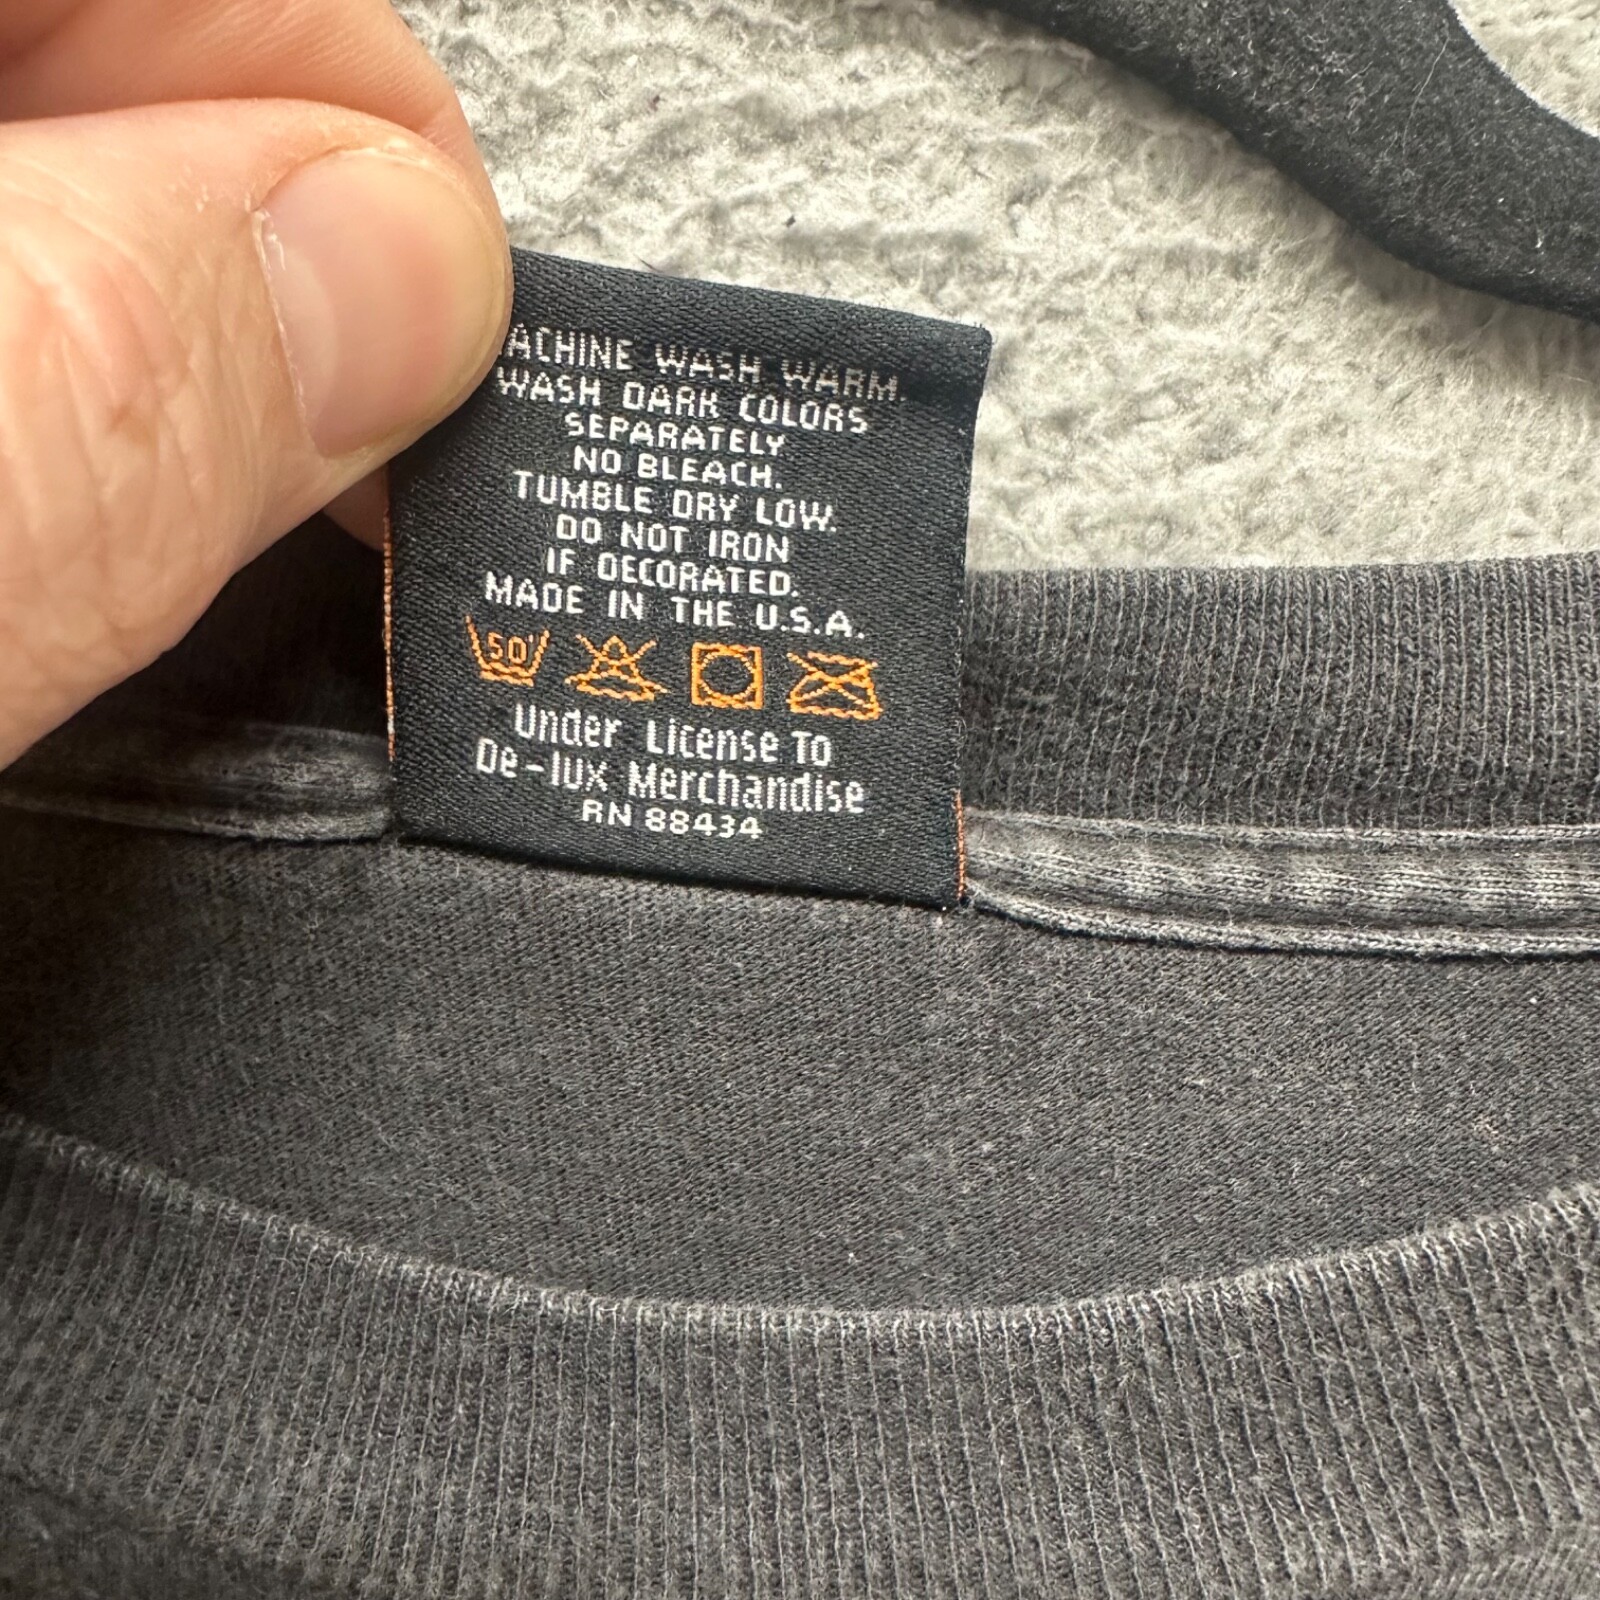 MACHINE WASH WARM.
WASH DARK COLORS
SEPARATELY
NO BLEACH.
TUMBLE DRY LOW.
DO NOT IRON
IF DECORATED.
MADE IN THE U.S.A.
50°
Under License To
De-lux Merchandise
RN 88434